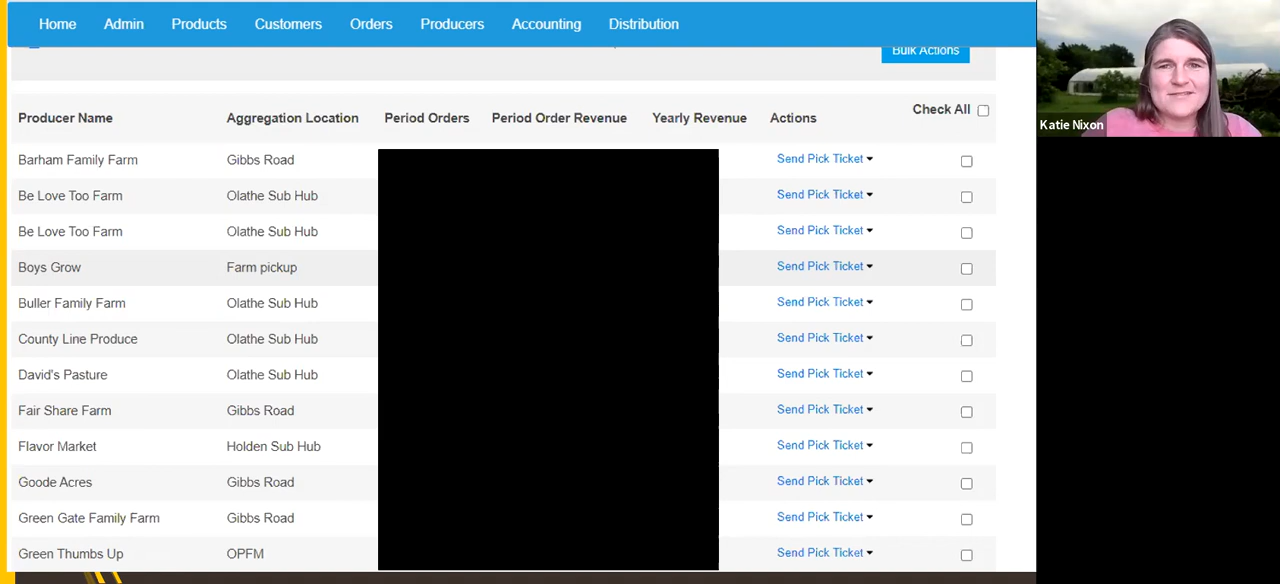 Home Admin Products Customers Orders Producers Accounting Distribution
Bulk Actions
Katie Nixon
Producer Name Aggregation Location Period Orders Period Order Revenue Yearly Revenue Actions Check All
Barham Family Farm Gibbs Road Send Pick Ticket
Be Love Too Farm Olathe Sub Hub Send Pick Ticket
Be Love Too Farm Olathe Sub Hub Send Pick Ticket
Boys Grow Farm pickup Send Pick Ticket
Buller Family Farm Olathe Sub Hub Send Pick Ticket
County Line Produce Olathe Sub Hub Send Pick Ticket
David's Pasture Olathe Sub Hub Send Pick Ticket
Fair Share Farm Gibbs Road Send Pick Ticket
Flavor Market Holden Sub Hub Send Pick Ticket
Goode Acres Gibbs Road Send Pick Ticket
Green Gate Family Farm Gibbs Road Send Pick Ticket
Green Thumbs Up OPFM Send Pick Ticket